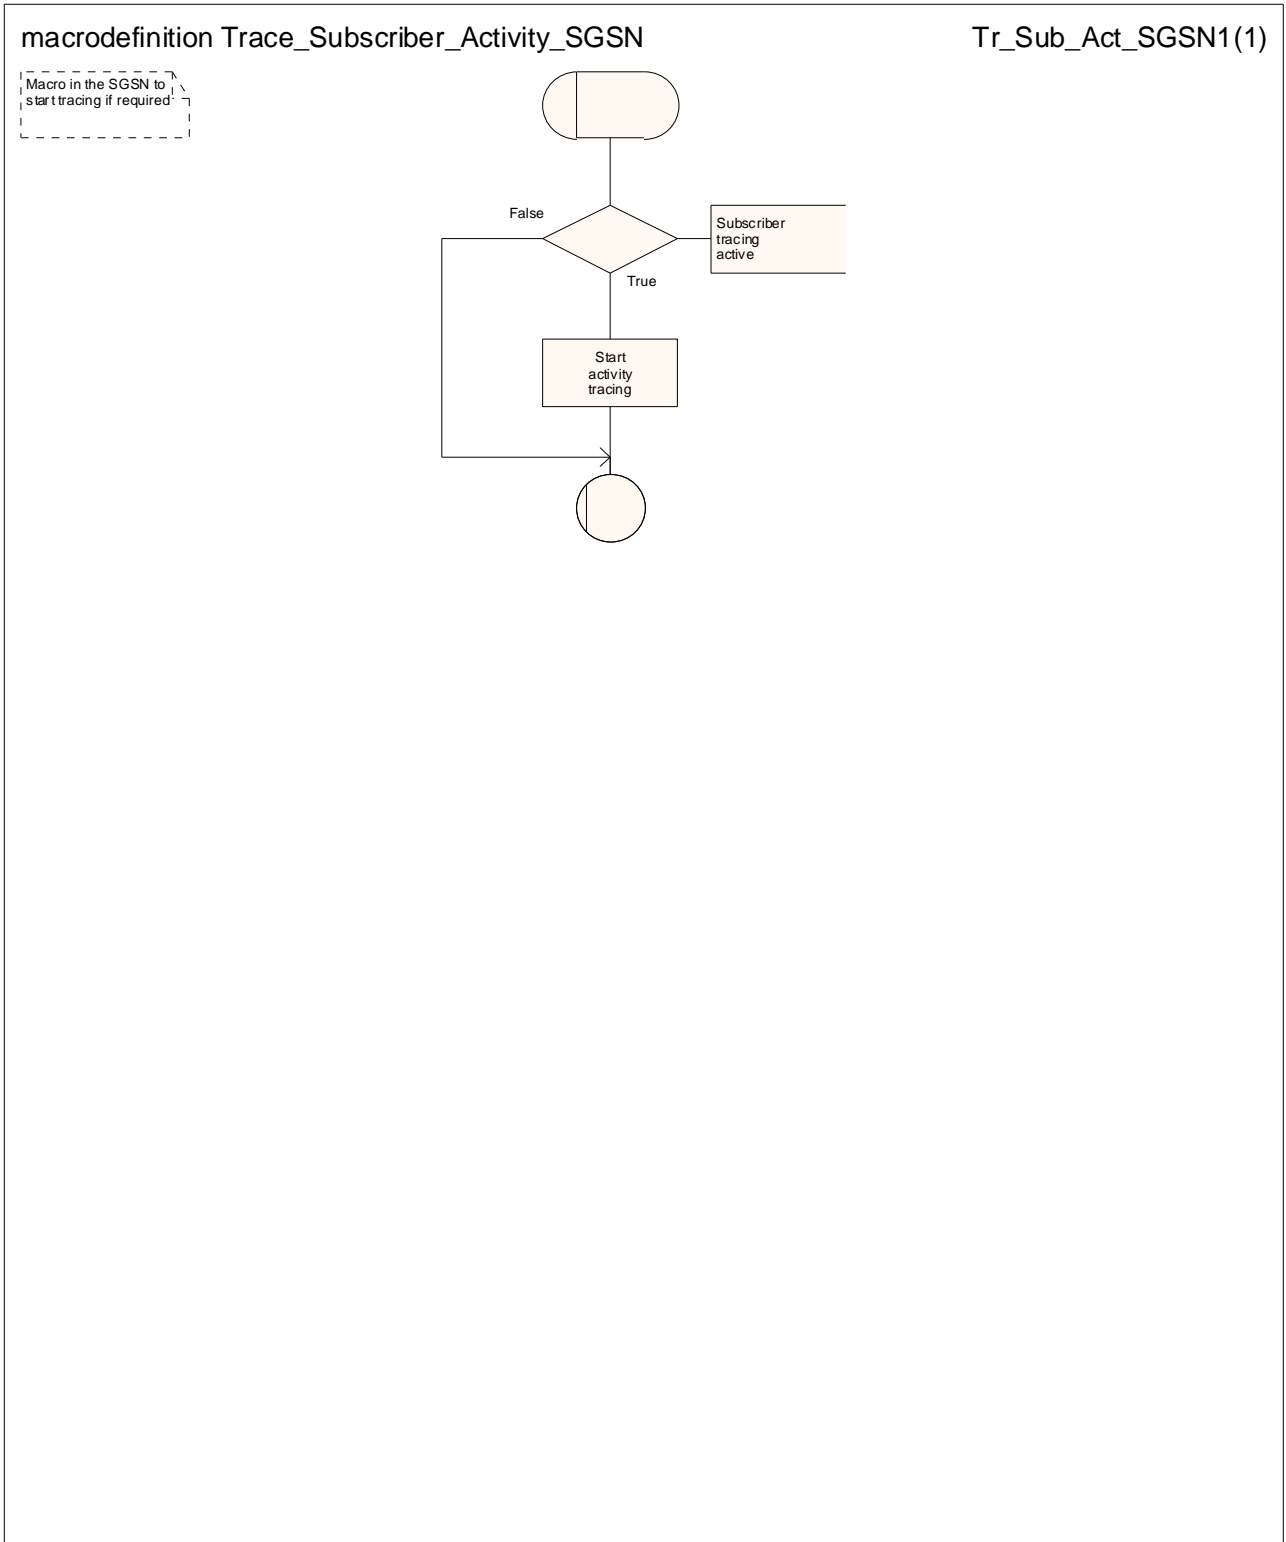 macrodefinition Trace_Subscriber_Activity_SGSN
Tr_Sub_Act_SGSN1(1)
Macro in the SGSN to
start tracing if required
False
Subscriber
tracing
active
True
Start
activity
tracing